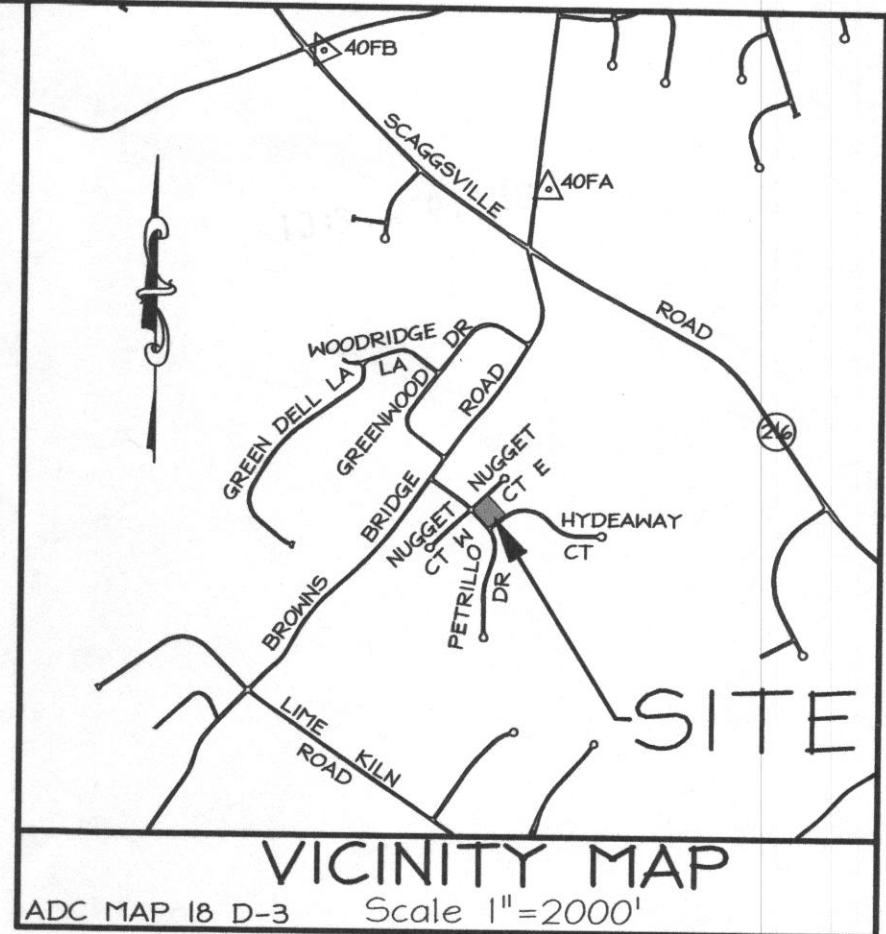 40FB
SCAGGSVILLE
40FA
ROAD
WOODRIDGE
LA
GREENWOOD DR
GREEN DELL LA
ROAD
216
NUGGET
CT E
BRIDGE
NUGGET
CT W
HYDEAWAY
CT
PETRILLO
DR
BROWNS
LIME KILN
ROAD
SITE
VICINITY MAP
ADC MAP 18 D-3 Scale 1"=2000'